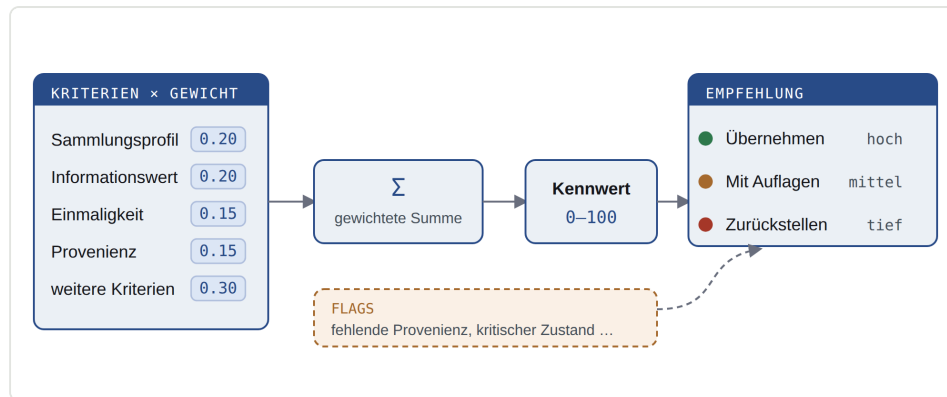 KRITERIEN × GEWICHT
Sammlungsprofil 0.20
Informationswert 0.20
Einmaligkeit 0.15
Provenienz 0.15
weitere Kriterien 0.30
Σ
gewichtete Summe
Kennwert
0–100
EMPFEHLUNG
Übernehmen hoch
Mit Auflagen mittel
Zurückstellen tief
FLAGS
fehlende Provenienz, kritischer Zustand …